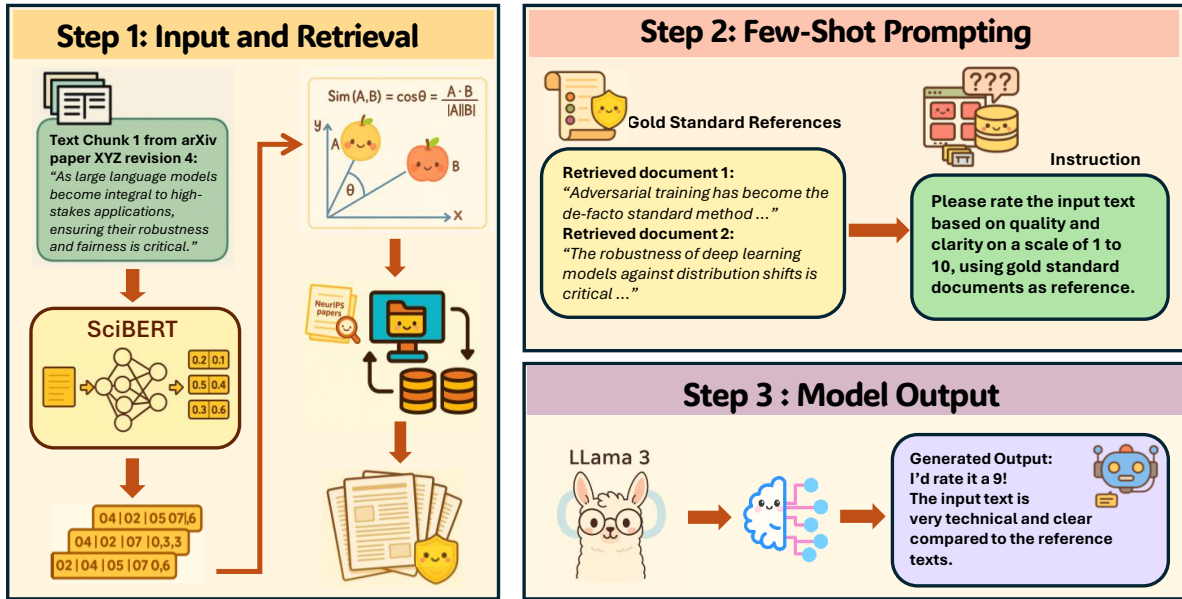 Step 1: Input and Retrieval
Text Chunk 1 from arXiv
paper XYZ revision 4:
“As large language models
become integral to high-
stakes applications,
ensuring their robustness
and fairness is critical.”
SciBERT
0.2 0.1
0.5 0.4
0.3 0.6
04 | 02 | 05 07|,6
04 | 02 | 07 | 0,3,3
02 | 04 | 05 | 07 0,6
Sim (A,B) = cosθ = A · B
|A||B|
y
A
B
θ
x
NeurIPS
papers
Step 2: Few-Shot Prompting
Gold Standard References
Retrieved document 1:
“Adversarial training has become the
de-facto standard method ...”
Retrieved document 2:
“The robustness of deep learning
models against distribution shifts is
critical ...”
???
Instruction
Please rate the input text
based on quality and
clarity on a scale of 1 to
10, using gold standard
documents as reference.
Step 3 : Model Output
LLama 3
Generated Output:
I’d rate it a 9!
The input text is
very technical and clear
compared to the reference
texts.